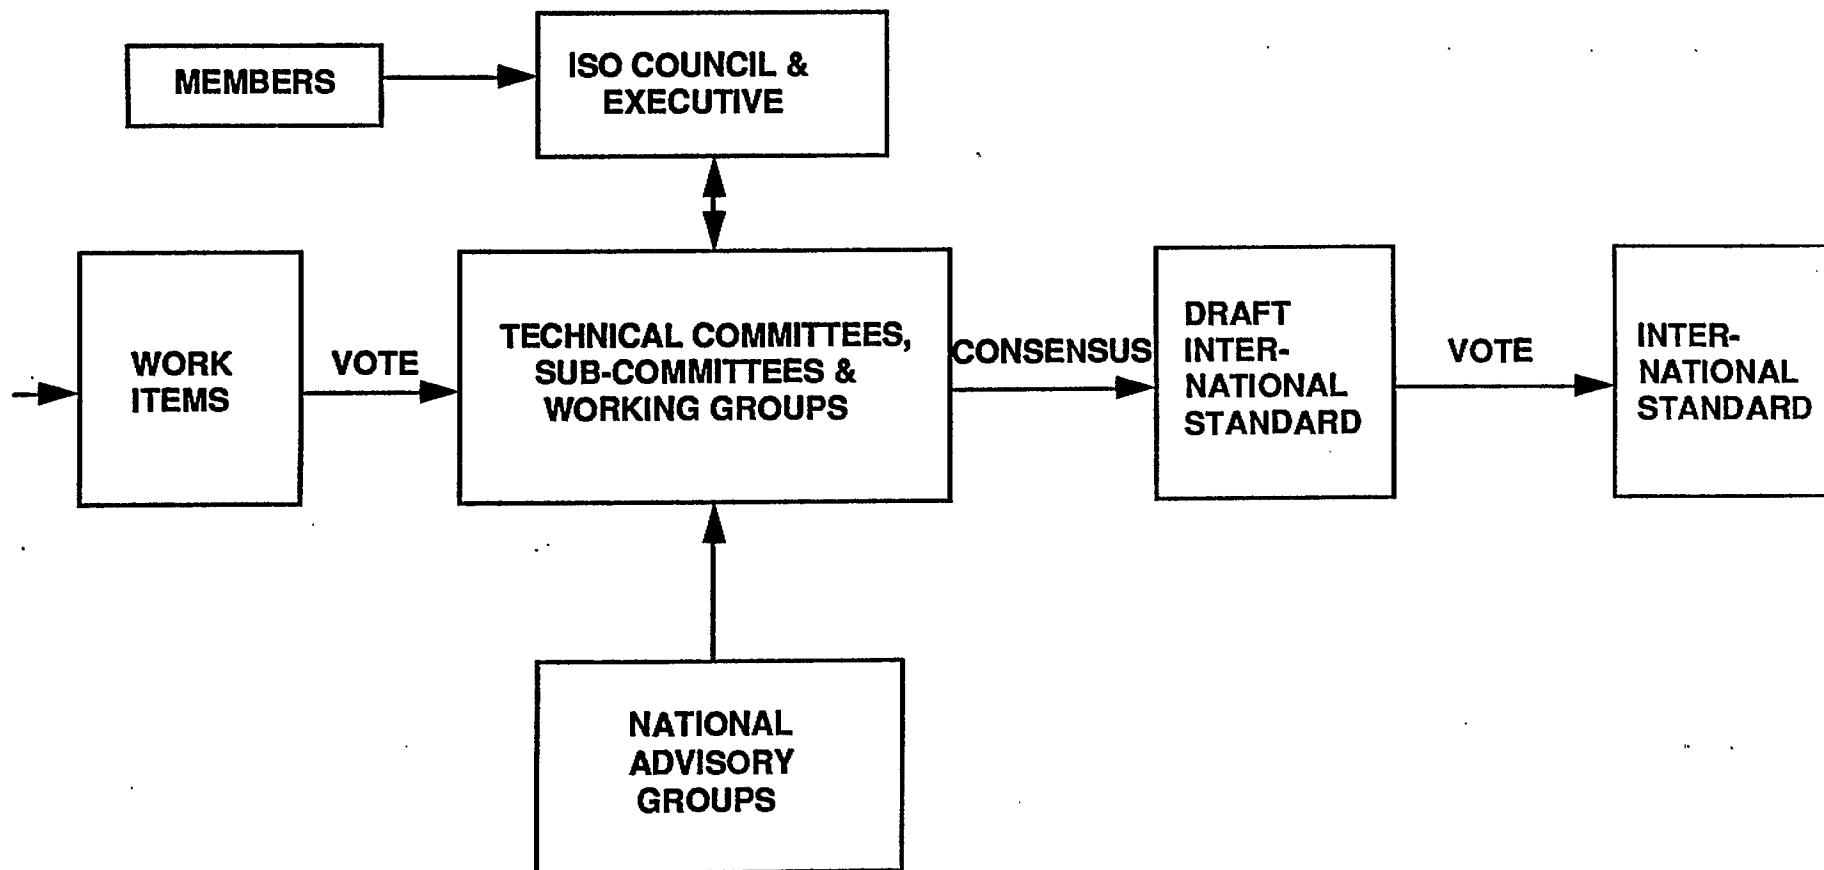 MEMBERS
ISO COUNCIL &
EXECUTIVE
WORK
ITEMS
VOTE
TECHNICAL COMMITTEES,
SUB-COMMITTEES &
WORKING GROUPS
CONSENSUS
DRAFT
INTER-
NATIONAL
STANDARD
VOTE
INTER-
NATIONAL
STANDARD
NATIONAL
ADVISORY
GROUPS